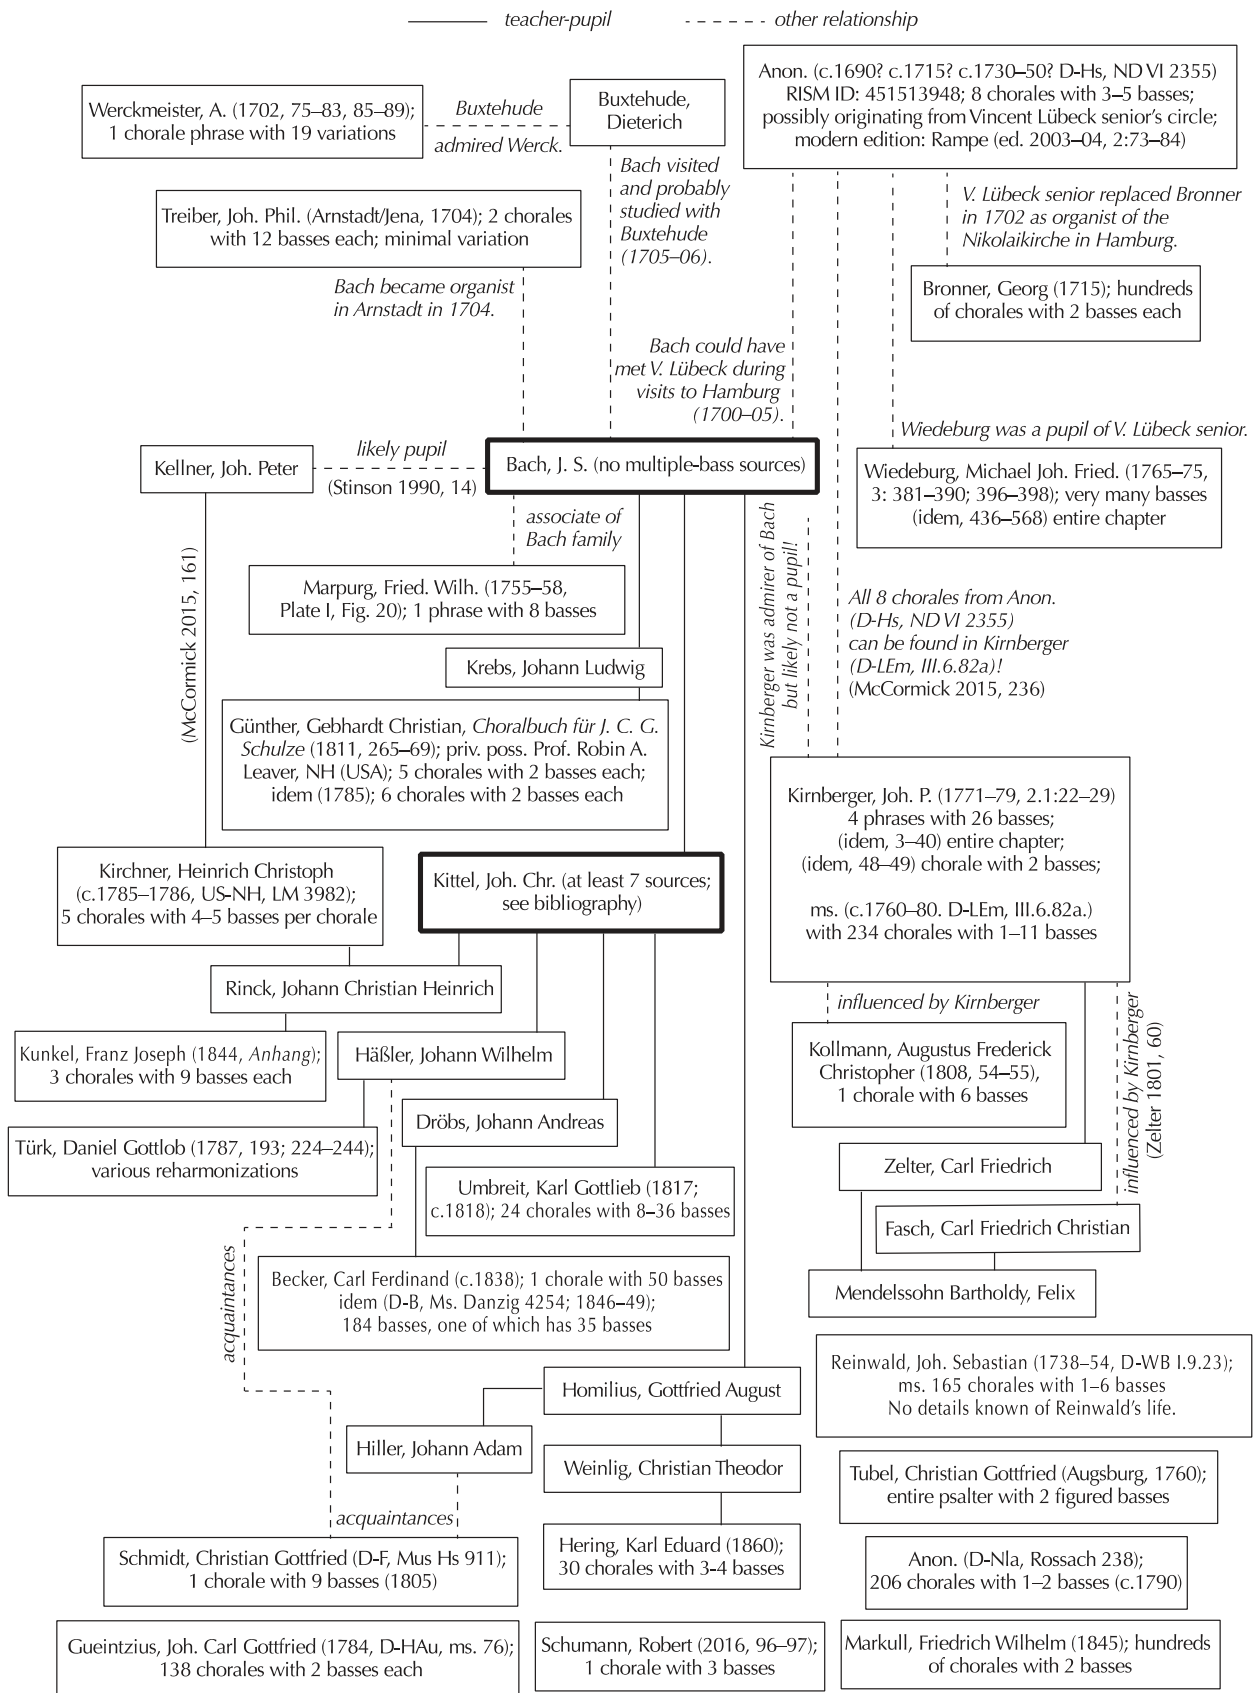 teacher-pupil
other relationship
Werckmeister, A. (1702, 75–83, 85–89);
1 chorale phrase with 19 variations
Buxtehude
admired Werck.
Buxtehude,
Dieterich
Anon. (c.1690? c.1715? c.1730–50? D-Hs, ND VI 2355)
RISM ID: 451513948; 8 chorales with 3–5 basses;
possibly originating from Vincent Lübeck senior's circle;
modern edition: Rampe (ed. 2003–04, 2:73–84)
Bach visited
and probably
studied with
Buxtehude
(1705–06).
Treiber, Joh. Phil. (Arnstadt/Jena, 1704); 2 chorales
with 12 basses each; minimal variation
V. Lübeck senior replaced Bronner
in 1702 as organist of the
Nikolaikirche in Hamburg.
Bach became organist
in Arnstadt in 1704.
Bronner, Georg (1715); hundreds
of chorales with 2 basses each
Bach could have
met V. Lübeck during
visits to Hamburg
(1700–05).
Wiedeburg was a pupil of V. Lübeck senior.
Kellner, Joh. Peter
likely pupil
(Stinson 1990, 14)
Bach, J. S. (no multiple-bass sources)
Wiedeburg, Michael Joh. Fried. (1765–75,
3: 381–390; 396–398); very many basses
(idem, 436–568) entire chapter
associate of
Bach family
(McCormick 2015, 161)
Kirnberger was admirer of Bach
but likely not a pupil!
Marpurg, Fried. Wilh. (1755–58,
Plate I, Fig. 20); 1 phrase with 8 basses
All 8 chorales from Anon.
(D-Hs, ND VI 2355)
can be found in Kirnberger
(D-LEm, III.6.82a)!
(McCormick 2015, 236)
Krebs, Johann Ludwig
Günther, Gebhardt Christian, Choralbuch für J. C. G.
Schulze (1811, 265–69); priv. poss. Prof. Robin A.
Leaver, NH (USA); 5 chorales with 2 basses each;
idem (1785); 6 chorales with 2 basses each
Kirnberger, Joh. P. (1771–79, 2.1:22–29)
4 phrases with 26 basses;
(idem, 3–40) entire chapter;
(idem, 48–49) chorale with 2 basses;
ms. (c.1760–80. D-LEm, III.6.82a.)
with 234 chorales with 1–11 basses
Kirchner, Heinrich Christoph
(c.1785–1786, US-NH, LM 3982);
5 chorales with 4–5 basses per chorale
Kittel, Joh. Chr. (at least 7 sources;
see bibliography)
Rinck, Johann Christian Heinrich
influenced by Kirnberger
influenced by Kirnberger
(Zelter 1801, 60)
Kunkel, Franz Joseph (1844, Anhang);
3 chorales with 9 basses each
Häßler, Johann Wilhelm
Kollmann, Augustus Frederick
Christopher (1808, 54–55),
1 chorale with 6 basses
Dröbs, Johann Andreas
Türk, Daniel Gottlob (1787, 193; 224–244);
various reharmonizations
Zelter, Carl Friedrich
Umbreit, Karl Gottlieb (1817;
c.1818); 24 chorales with 8–36 basses
Fasch, Carl Friedrich Christian
acquaintances
Becker, Carl Ferdinand (c.1838); 1 chorale with 50 basses
idem (D-B, Ms. Danzig 4254; 1846–49);
184 basses, one of which has 35 basses
Mendelssohn Bartholdy, Felix
Reinwald, Joh. Sebastian (1738–54, D-WB I.9.23);
ms. 165 chorales with 1–6 basses
No details known of Reinwald's life.
Homilius, Gottfried August
Hiller, Johann Adam
Weinlig, Christian Theodor
Tubel, Christian Gottfried (Augsburg, 1760);
entire psalter with 2 figured basses
acquaintances
Schmidt, Christian Gottfried (D-F, Mus Hs 911);
1 chorale with 9 basses (1805)
Hering, Karl Eduard (1860);
30 chorales with 3-4 basses
Anon. (D-Nla, Rossach 238);
206 chorales with 1–2 basses (c.1790)
Gueintzius, Joh. Carl Gottfried (1784, D-HAu, ms. 76);
138 chorales with 2 basses each
Schumann, Robert (2016, 96–97);
1 chorale with 3 basses
Markull, Friedrich Wilhelm (1845); hundreds
of chorales with 2 basses